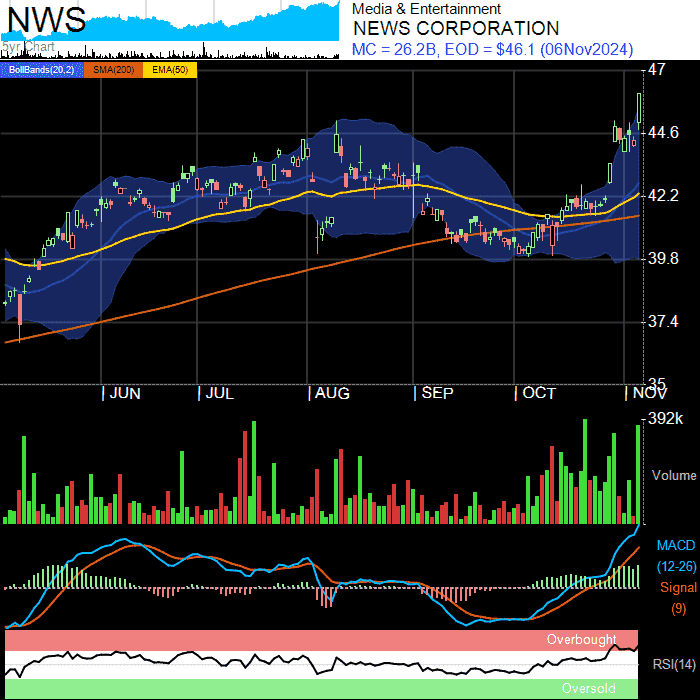 NWS
5yr Chart
Media & Entertainment
NEWS CORPORATION
MC = 26.2B, EOD = $46.1 (06Nov2024)
BollBands(20,2) SMA(200) EMA(50)
47
44.6
42.2
39.8
37.4
35
JUN JUL AUG SEP OCT NOV
392k
Volume
MACD
(12-26)
Signal
(9)
Overbought
RSI(14)
Oversold